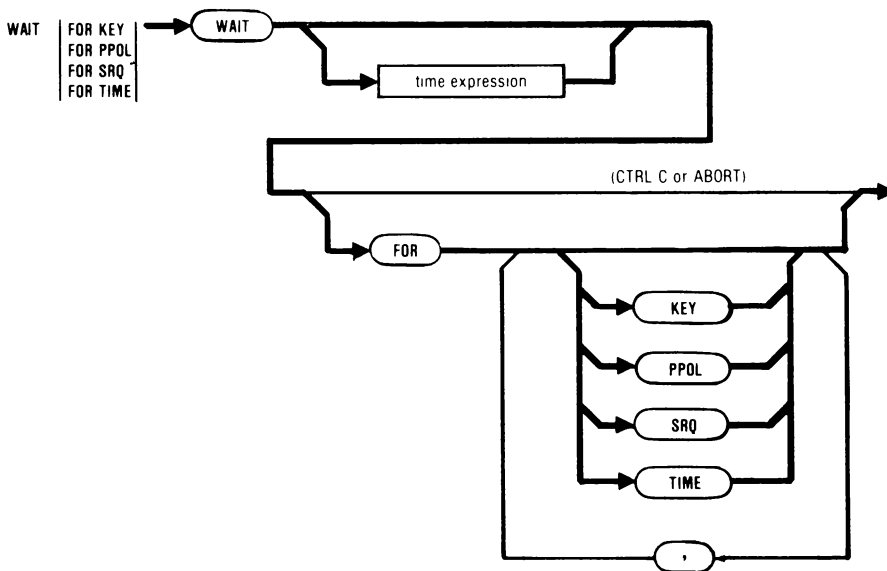 WAIT FOR KEY
FOR PPOL
FOR SRQ
FOR TIME
WAIT
time expression
(CTRL C or ABORT)
FOR
KEY
PPOL
SRQ
TIME
,